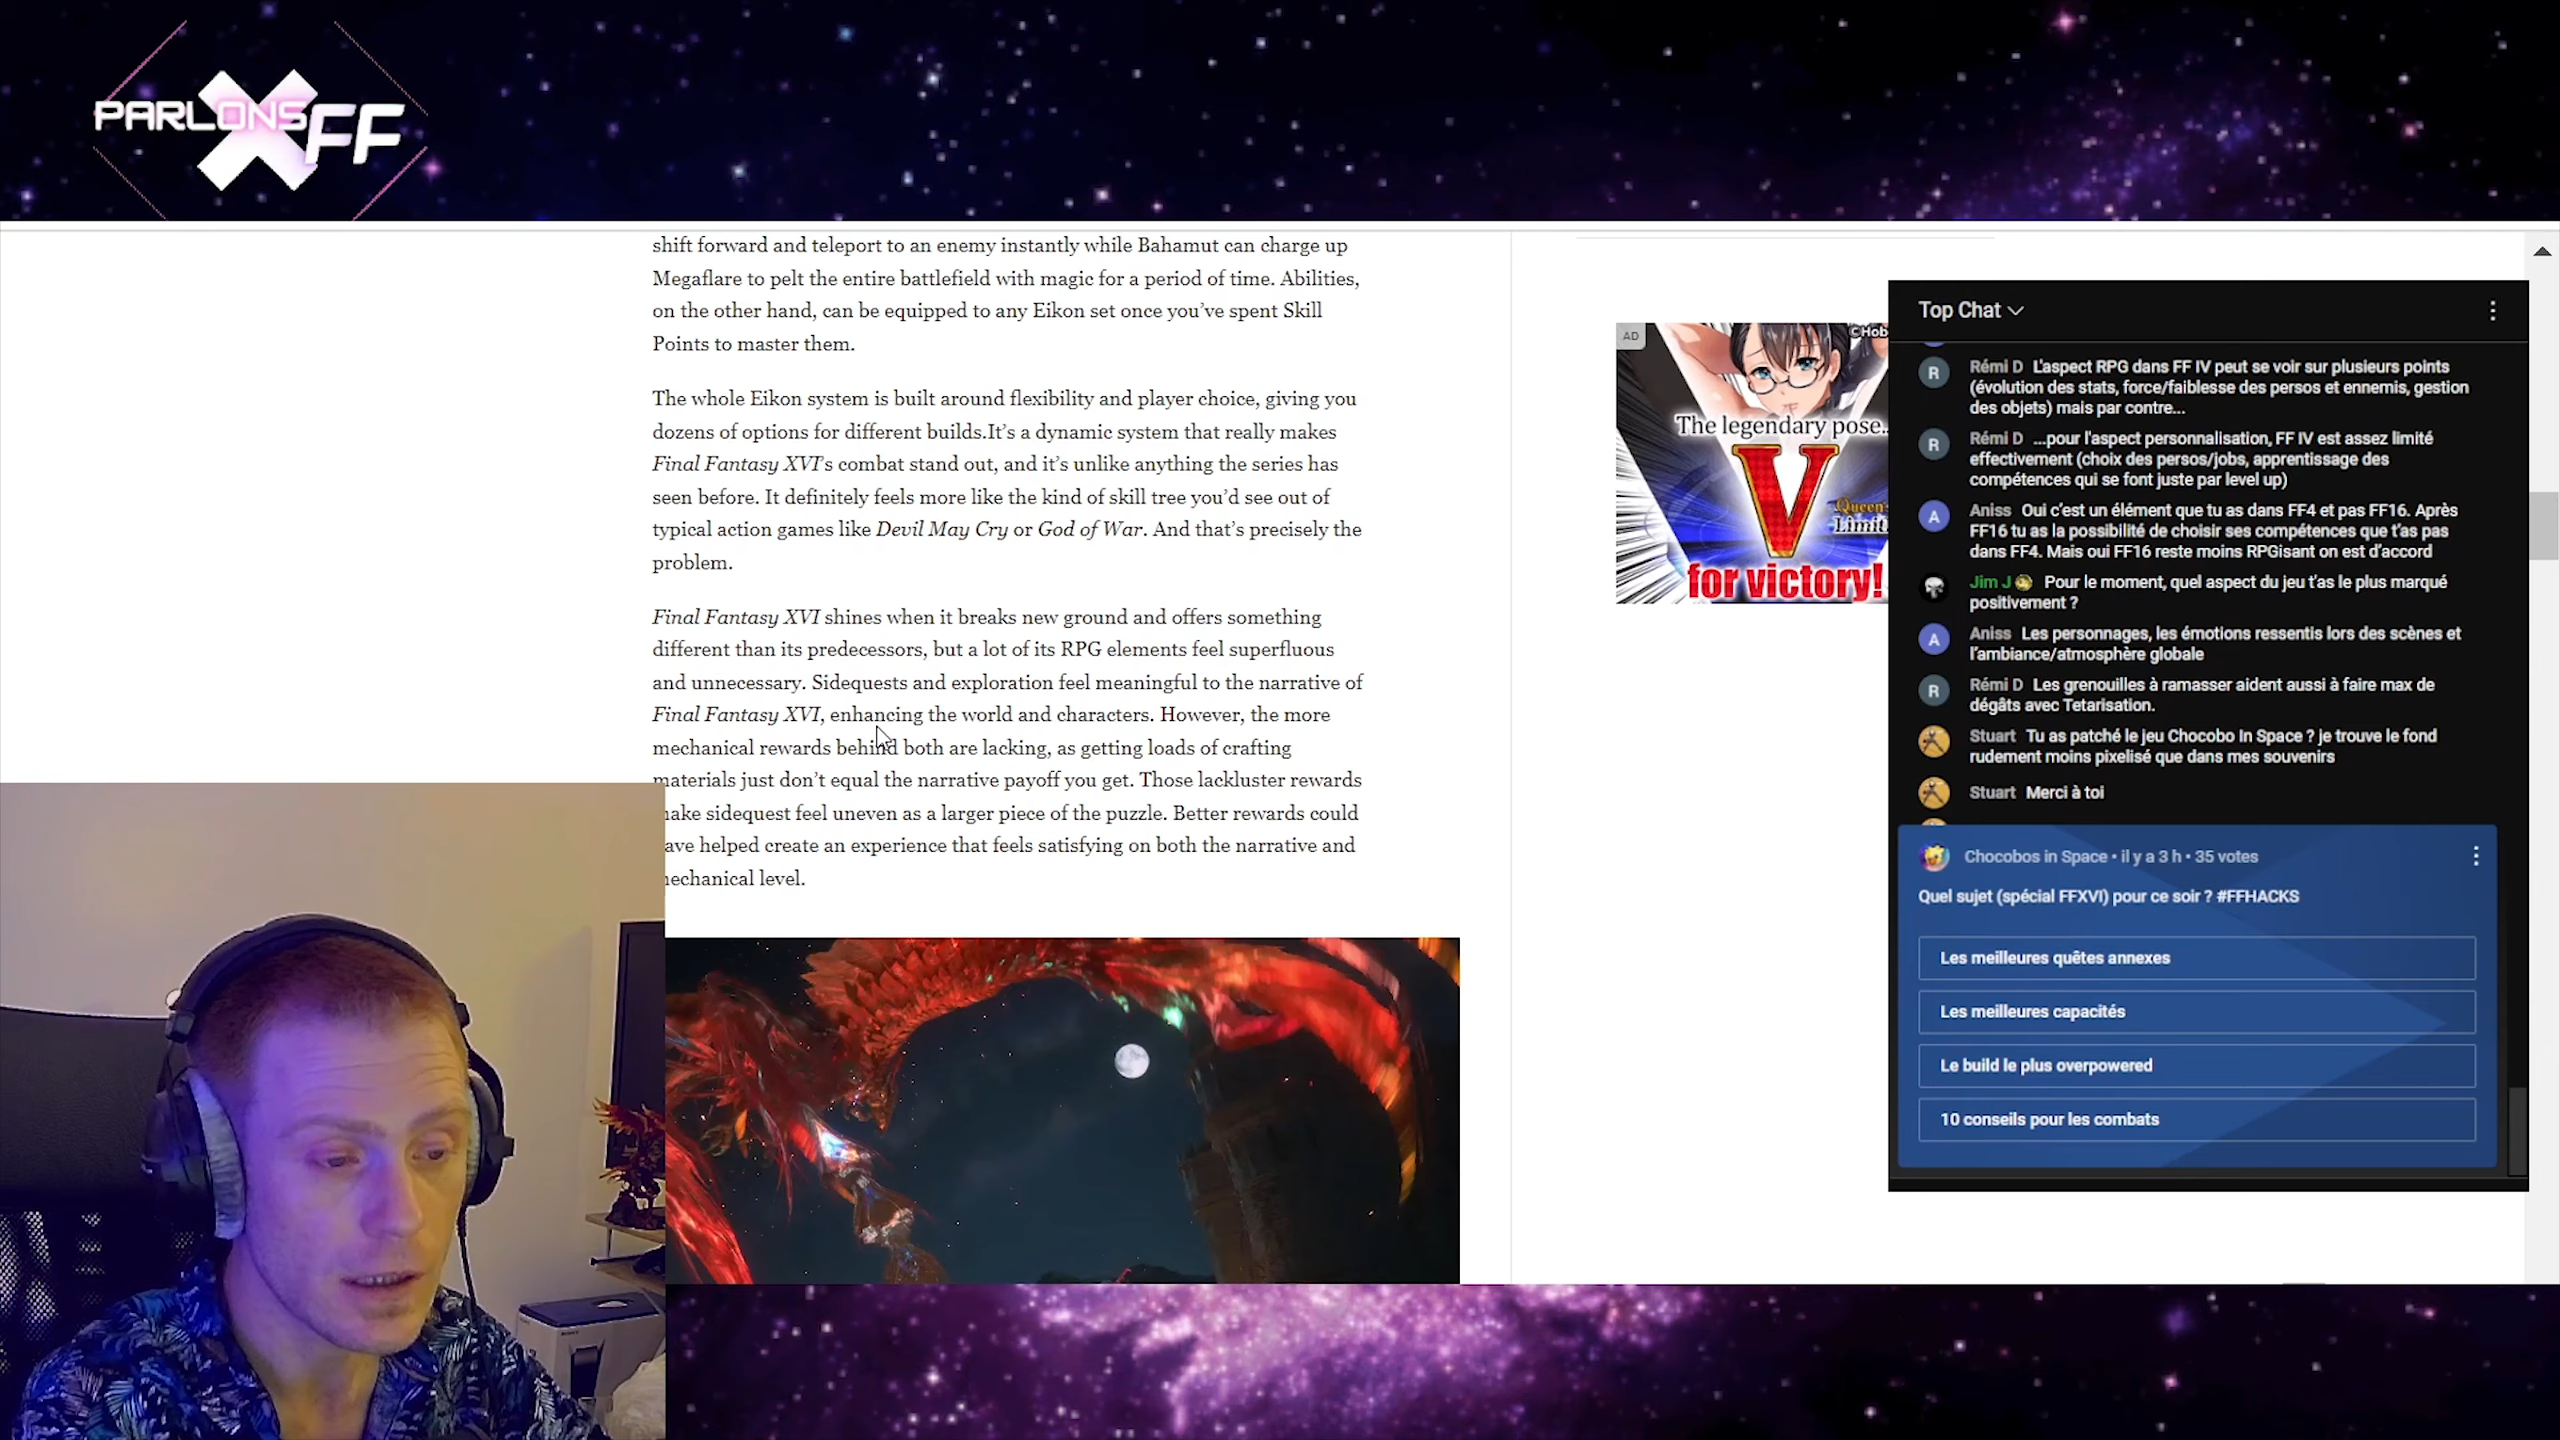 PARLONS
XFF
shift forward and teleport to an enemy instantly while Bahamut can charge up
Megaflare to pelt the entire battlefield with magic for a period of time. Abilities,
on the other hand, can be equipped to any Eikon set once you’ve spent Skill
Points to master them.
The whole Eikon system is built around flexibility and player choice, giving you
dozens of options for different builds.It’s a dynamic system that really makes
Final Fantasy XVI’s combat stand out, and it’s unlike anything the series has
seen before. It definitely feels more like the kind of skill tree you’d see out of
typical action games like Devil May Cry or God of War. And that’s precisely the
problem.
Final Fantasy XVI shines when it breaks new ground and offers something
different than its predecessors, but a lot of its RPG elements feel superfluous
and unnecessary. Sidequests and exploration feel meaningful to the narrative of
Final Fantasy XVI, enhancing the world and characters. However, the more
mechanical rewards behind both are lacking, as getting loads of crafting
materials just don’t equal the narrative payoff you get. Those lackluster rewards
ake sidequest feel uneven as a larger piece of the puzzle. Better rewards could
ave helped create an experience that feels satisfying on both the narrative and
echanical level.
AD
©Hob
The legendary pose..
V
Queen's
Limit
for victory!
Top Chat
R Rémi D L'aspect RPG dans FF IV peut se voir sur plusieurs points
(évolution des stats, force/faiblesse des persos et ennemis, gestion
des objets) mais par contre...
R Rémi D ...pour l'aspect personnalisation, FF IV est assez limité
effectivement (choix des persos/jobs, apprentissage des
compétences qui se font juste par level up)
A Aniss Oui c’est un élément que tu as dans FF4 et pas FF16. Après
FF16 tu as la possibilité de choisir ses compétences que t’as pas
dans FF4. Mais oui FF16 reste moins RPGisant on est d’accord
Jim J Pour le moment, quel aspect du jeu t'as le plus marqué
positivement ?
A Aniss Les personnages, les émotions ressentis lors des scènes et
l’ambiance/atmosphère globale
R Rémi D Les grenouilles à ramasser aident aussi à faire max de
dégâts avec Tetarisation.
Stuart Tu as patché le jeu Chocobo In Space ? je trouve le fond
rudement moins pixelisé que dans mes souvenirs
Stuart Merci à toi
Chocobos in Space • il y a 3 h • 35 votes
Quel sujet (spécial FFXVI) pour ce soir ? #FFHACKS
Les meilleures quêtes annexes
Les meilleures capacités
Le build le plus overpowered
10 conseils pour les combats